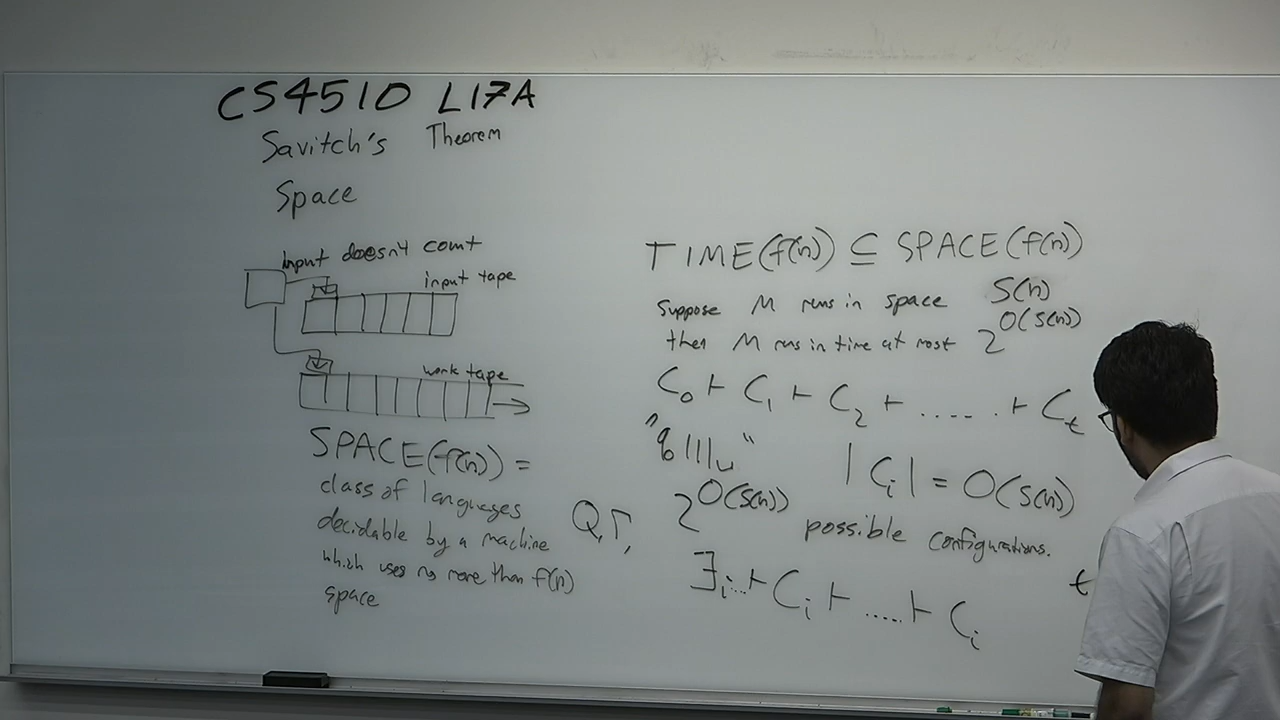 CS4510 L17A
Savitch's Theorem
Space
input doesn't count
input tape
work tape
SPACE(f(n)) =
class of languages
decidable by a machine
which uses no more than f(n)
space
TIME(f(n)) ⊆ SPACE(f(n))
Suppose M runs in space S(n)
then M runs in time at most 2^O(s(n))
C₀ ⊢ C₁ ⊢ C₂ ⊢ ..... ⊢ Cₜ
|Cᵢ| = O(s(n))
Q, Γ,
2^O(s(n)) possible configurations.
∃ᵢ ...⊢ Cᵢ ⊢ ..... ⊢ Cᵢ
t